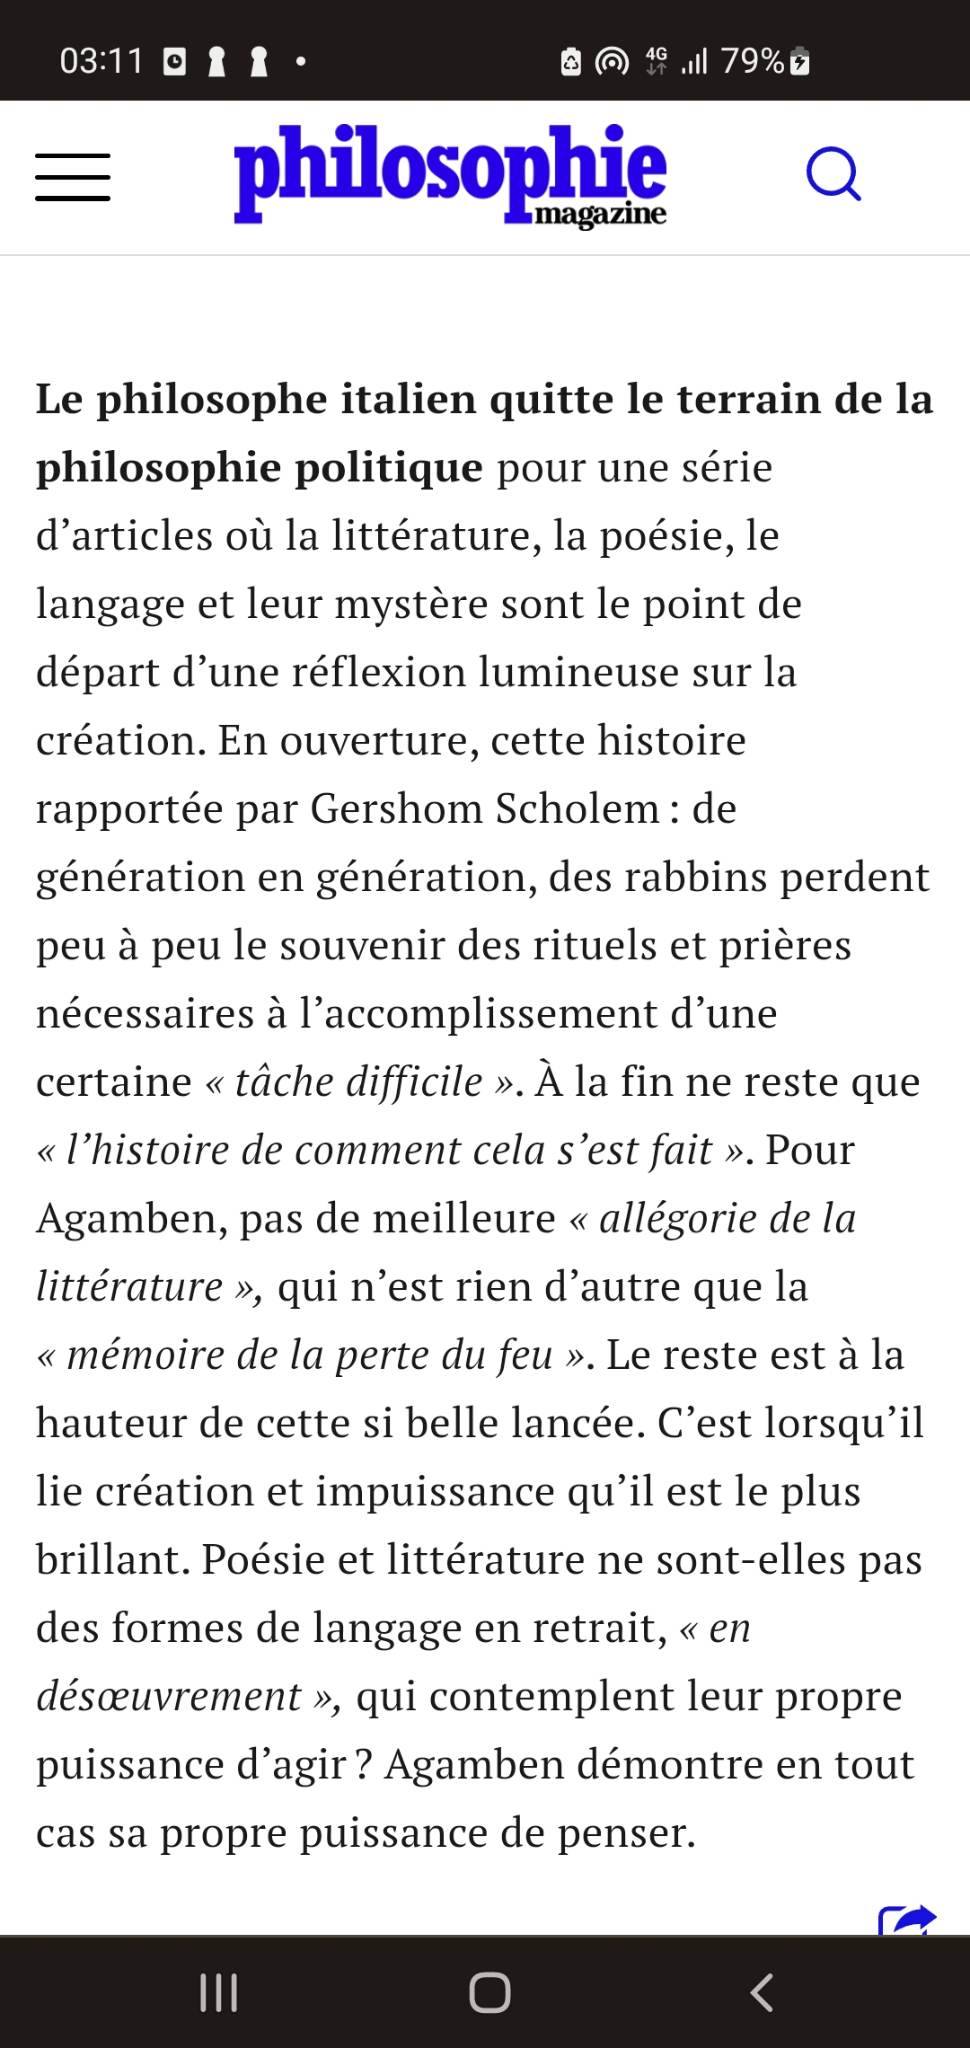 03:11 4G 79%
philosophie
magazine
Le philosophe italien quitte le terrain de la
philosophie politique pour une série
d’articles où la littérature, la poésie, le
langage et leur mystère sont le point de
départ d’une réflexion lumineuse sur la
création. En ouverture, cette histoire
rapportée par Gershom Scholem : de
génération en génération, des rabbins perdent
peu à peu le souvenir des rituels et prières
nécessaires à l’accomplissement d’une
certaine « tâche difficile ». À la fin ne reste que
« l’histoire de comment cela s’est fait ». Pour
Agamben, pas de meilleure « allégorie de la
littérature », qui n’est rien d’autre que la
« mémoire de la perte du feu ». Le reste est à la
hauteur de cette si belle lancée. C’est lorsqu’il
lie création et impuissance qu’il est le plus
brillant. Poésie et littérature ne sont-elles pas
des formes de langage en retrait, « en
désœuvrement », qui contemplent leur propre
puissance d’agir ? Agamben démontre en tout
cas sa propre puissance de penser.